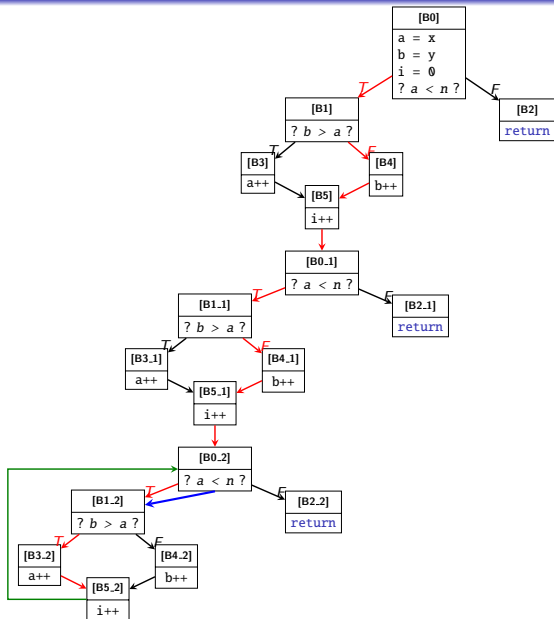 [B0]
a = x
b = y
i = 0
? a < n ?
T
F
[B1]
? b > a ?
[B2]
return
T
F
[B3]
a++
[B4]
b++
[B5]
i++
[B0_1]
? a < n ?
T
F
[B1_1]
? b > a ?
[B2_1]
return
T
F
[B3_1]
a++
[B4_1]
b++
[B5_1]
i++
[B0_2]
? a < n ?
T
F
[B1_2]
? b > a ?
[B2_2]
return
T
F
[B3_2]
a++
[B4_2]
b++
[B5_2]
i++